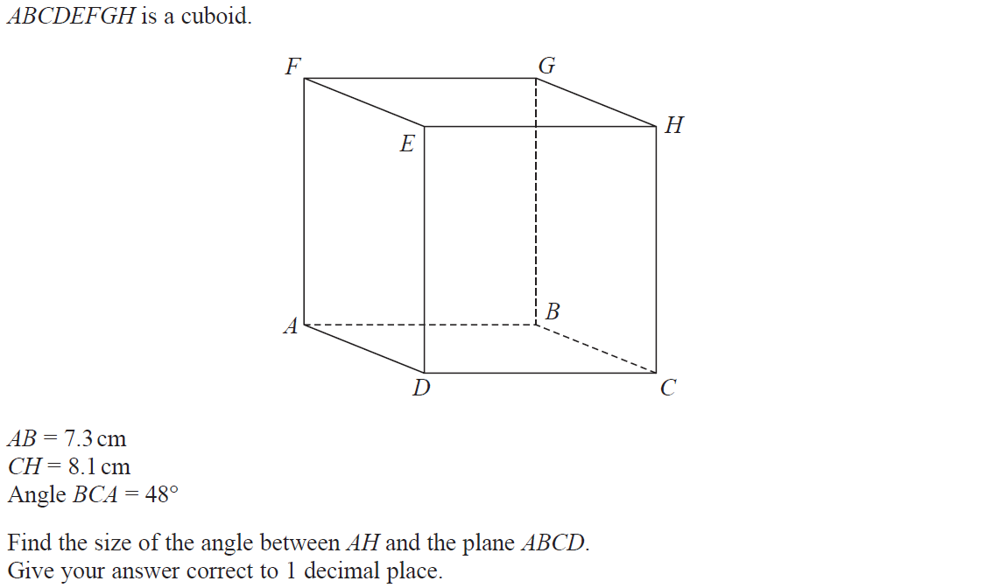 ABCDEFGH is a cuboid.
F
G
H
E
B
A
D
C
AB = 7.3 cm
CH = 8.1 cm
Angle BCA = 48°
Find the size of the angle between AH and the plane ABCD.
Give your answer correct to 1 decimal place.